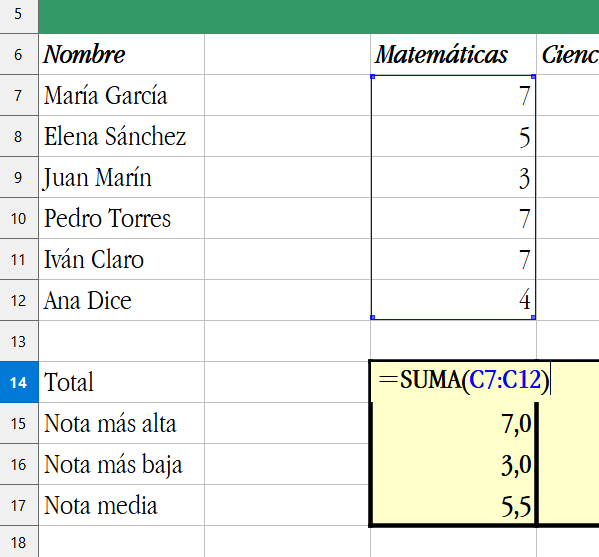 5
6 Nombre Matemáticas Cienc
7 María García 7
8 Elena Sánchez 5
9 Juan Marín 3
10 Pedro Torres 7
11 Iván Claro 7
12 Ana Dice 4
13
14 Total =SUMA(C7:C12)
15 Nota más alta 7,0
16 Nota más baja 3,0
17 Nota media 5,5
18